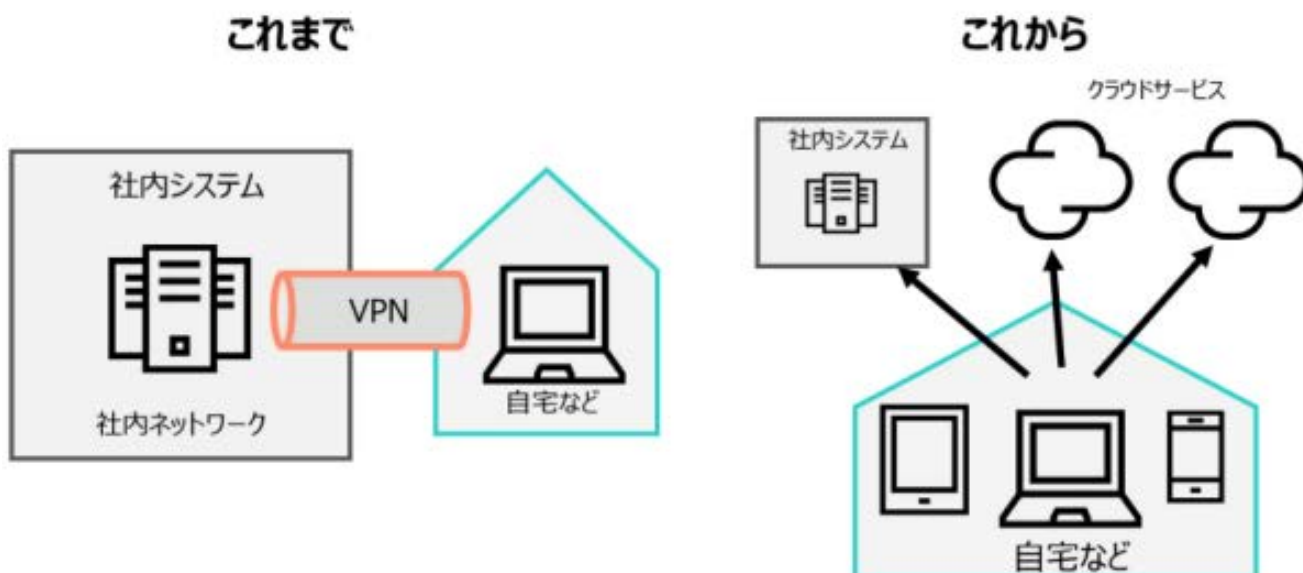 これまで
社内システム
VPN
自宅など
社内ネットワーク
これから
クラウドサービス
社内システム
自宅など